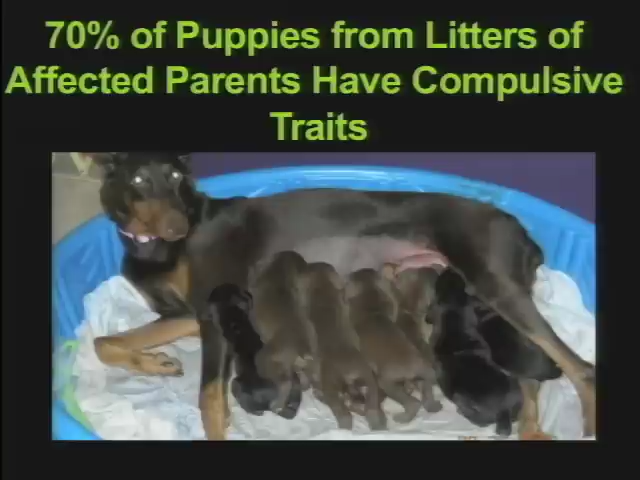 70% of Puppies from Litters of
Affected Parents Have Compulsive
Traits